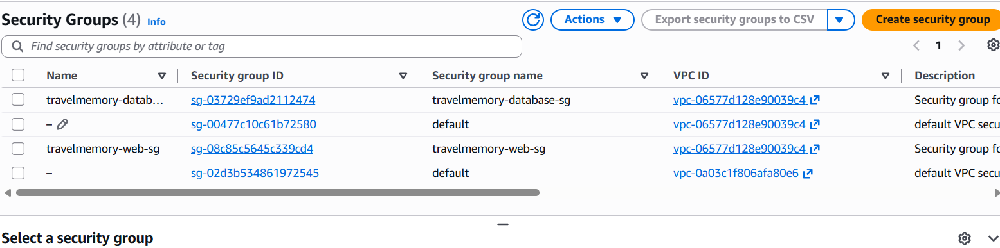 Security Groups (4) Info Actions Export security groups to CSV Create security group
Find security groups by attribute or tag 1
Name Security group ID Security group name VPC ID Description
travelmemory-datab... sg-03729ef9ad2112474 travelmemory-database-sg vpc-06577d128e90039c4 Security group fo
– sg-00477c10c61b72580 default vpc-06577d128e90039c4 default VPC secu
travelmemory-web-sg sg-08c85c5645c339cd4 travelmemory-web-sg vpc-06577d128e90039c4 Security group fo
– sg-02d3b534861972545 default vpc-0a03c1f806afa80e6 default VPC secu
Select a security group